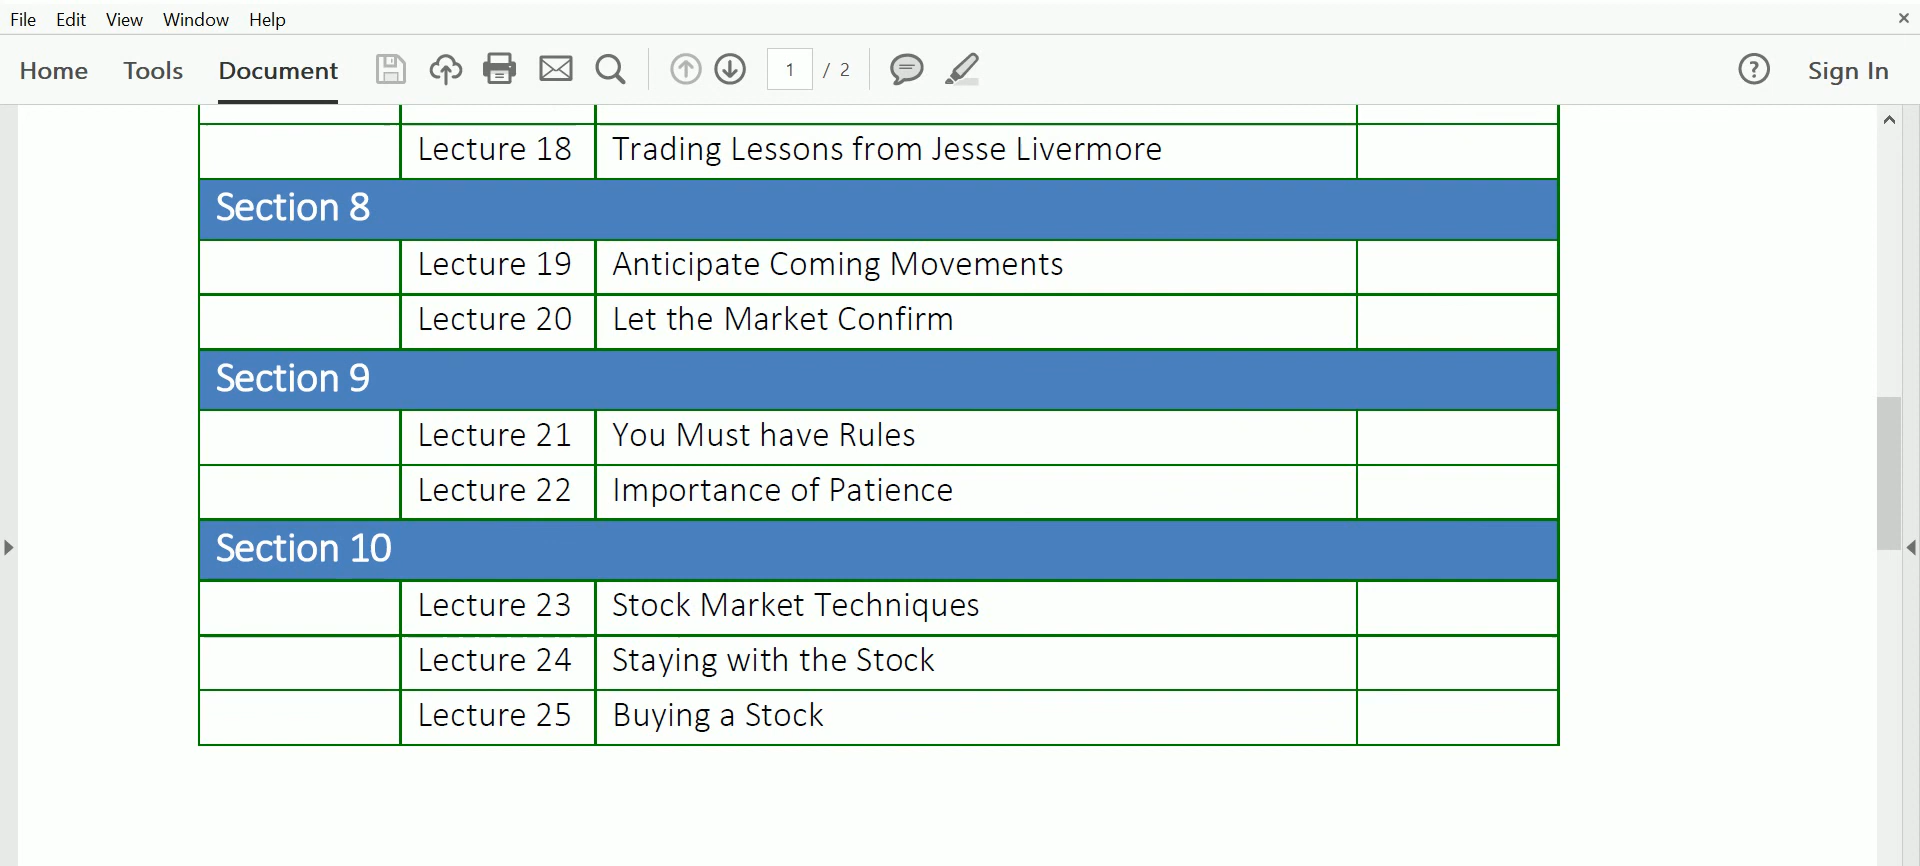 File Edit View Window Help
Home Tools Document 1 / 2 Sign In
Lecture 18 Trading Lessons from Jesse Livermore
Section 8
Lecture 19 Anticipate Coming Movements
Lecture 20 Let the Market Confirm
Section 9
Lecture 21 You Must have Rules
Lecture 22 Importance of Patience
Section 10
Lecture 23 Stock Market Techniques
Lecture 24 Staying with the Stock
Lecture 25 Buying a Stock